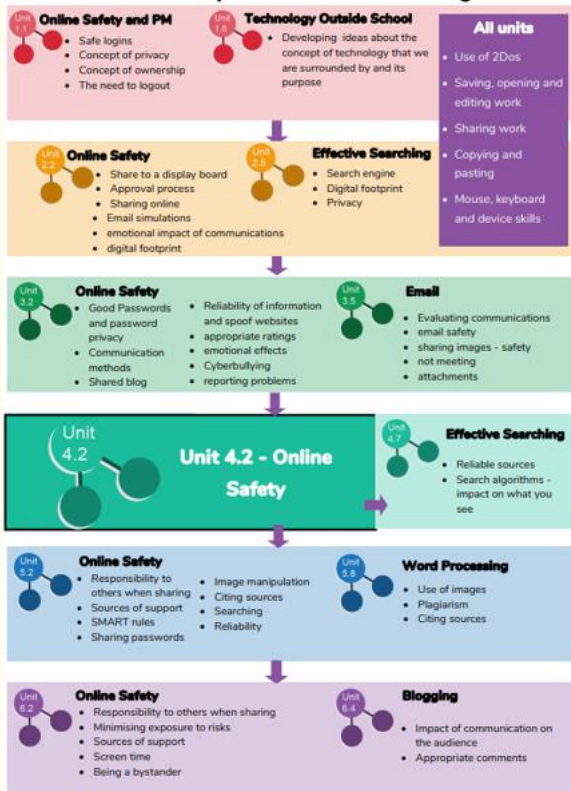 Unit
1.1
Online Safety and PM
Safe logins
Concept of privacy
Concept of ownership
The need to logout
Unit
1.6
Technology Outside School
Developing ideas about the
concept of technology that we
are surrounded by and its
purpose
All units
Use of 2Dos
Saving, opening and
editing work
Sharing work
Copying and
pasting
Mouse, keyboard
and device skills
Unit
2.2
Online Safety
Share to a display board
Approval process
Sharing online
Email simulations
emotional impact of communications
digital footprint
Unit
2.5
Effective Searching
Search engine
Digital footprint
Privacy
Unit
3.2
Online Safety
Good Passwords
and password
privacy
Communication
methods
Shared blog
Reliability of information
and spoof websites
appropriate ratings
emotional effects
Cyberbullying
reporting problems
Unit
3.5
Email
Evaluating communications
email safety
sharing images - safety
not meeting
attachments
Unit
4.2
Unit 4.2 - Online
Safety
Unit
4.7
Effective Searching
Reliable sources
Search algorithms -
impact on what you
see
Unit
5.2
Online Safety
Responsibility to
others when sharing
Sources of support
SMART rules
Sharing passwords
Image manipulation
Citing sources
Searching
Reliability
Unit
5.8
Word Processing
Use of images
Plagiarism
Citing sources
Unit
6.2
Online Safety
Responsibility to others when sharing
Minimising exposure to risks
Sources of support
Screen time
Being a bystander
Unit
6.4
Blogging
Impact of communication on
the audience
Appropriate comments